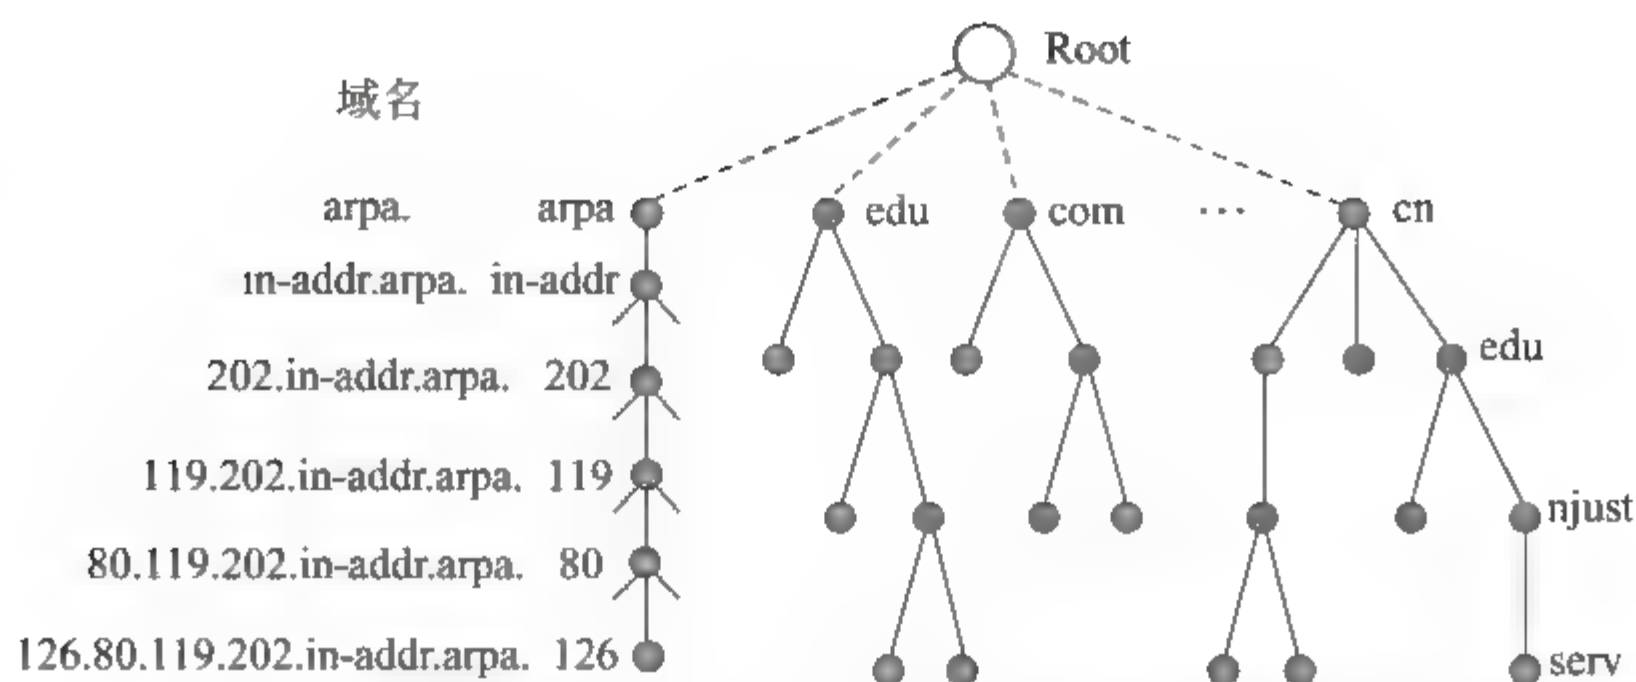 Root
域名
arpa. arpa edu com ... cn
in-addr.arpa. in-addr
edu
202.in-addr.arpa. 202
119.202.in-addr.arpa. 119
njust
80.119.202.in-addr.arpa. 80
126.80.119.202.in-addr.arpa. 126
serv